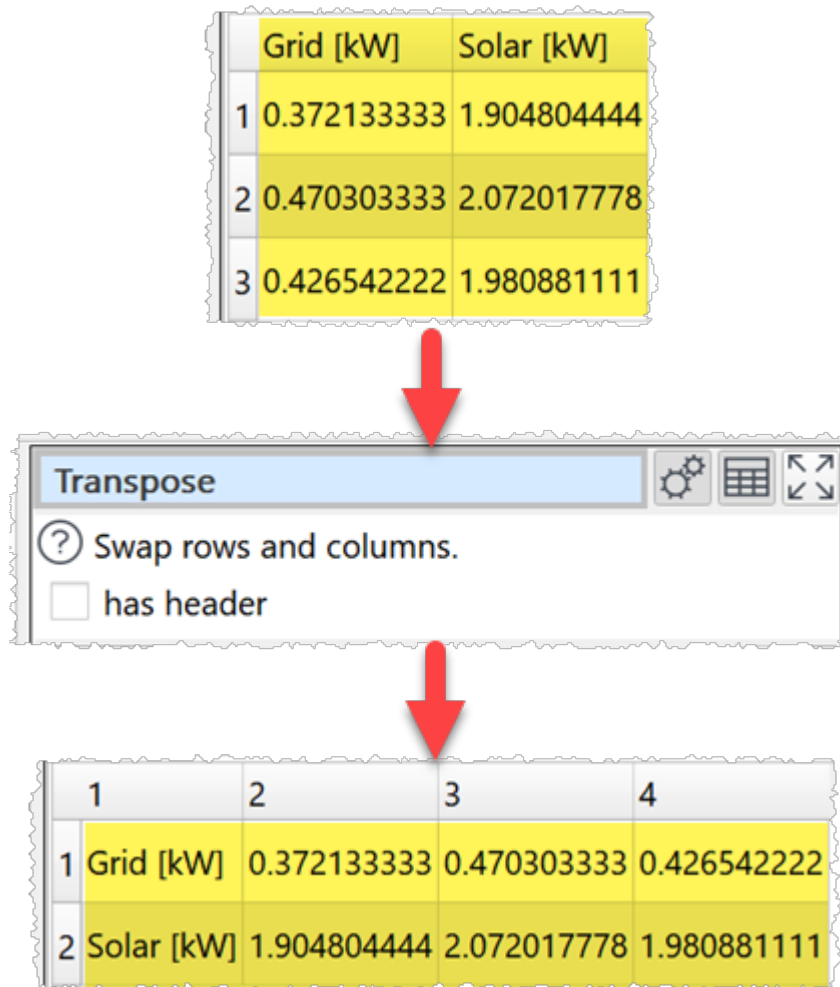 Grid [kW] Solar [kW]
1 0.372133333 1.904804444
2 0.470303333 2.072017778
3 0.426542222 1.980881111
Transpose
? Swap rows and columns.
has header
1 2 3 4
1 Grid [kW] 0.372133333 0.470303333 0.426542222
2 Solar [kW] 1.904804444 2.072017778 1.980881111